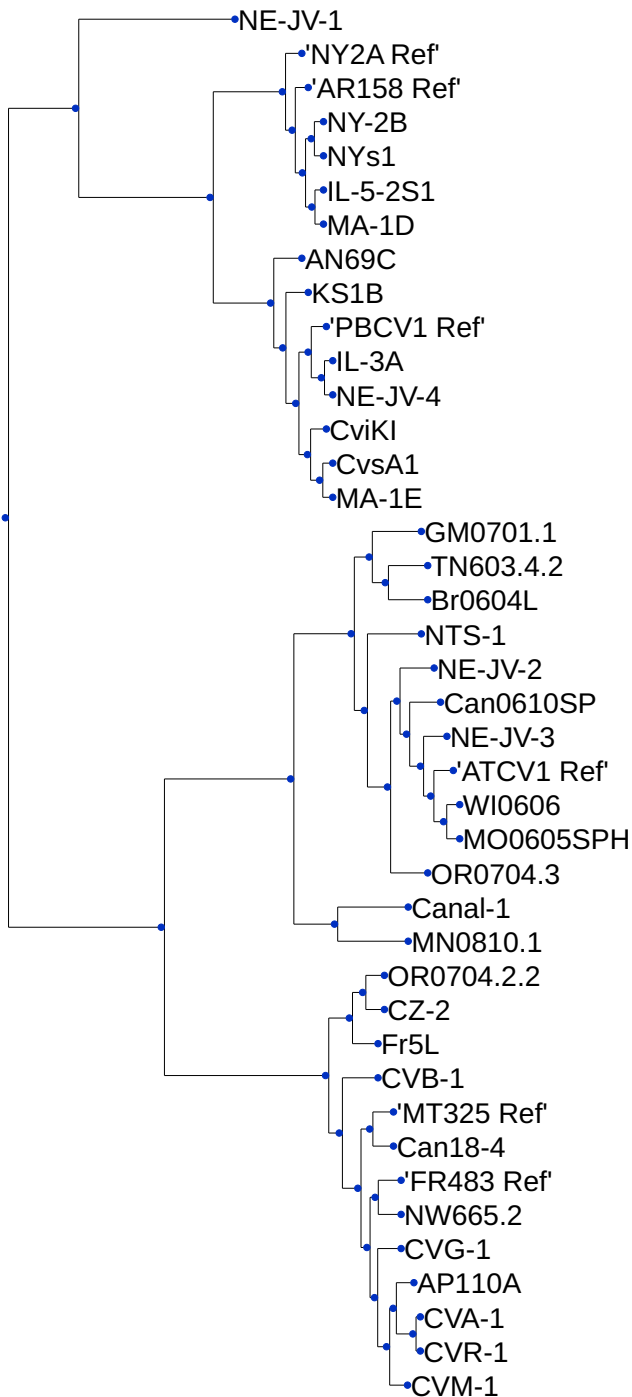 NE-JV-1
'NY2A Ref'
'AR158 Ref'
NY-2B
NYs1
IL-5-2S1
MA-1D
AN69C
KS1B
'PBCV1 Ref'
IL-3A
NE-JV-4
CviKI
CvsA1
MA-1E
GM0701.1
TN603.4.2
Br0604L
NTS-1
NE-JV-2
Can0610SP
NE-JV-3
'ATCV1 Ref'
WI0606
MO0605SPH
OR0704.3
Canal-1
MN0810.1
OR0704.2.2
CZ-2
Fr5L
CVB-1
'MT325 Ref'
Can18-4
'FR483 Ref'
NW665.2
CVG-1
AP110A
CVA-1
CVR-1
CVM-1